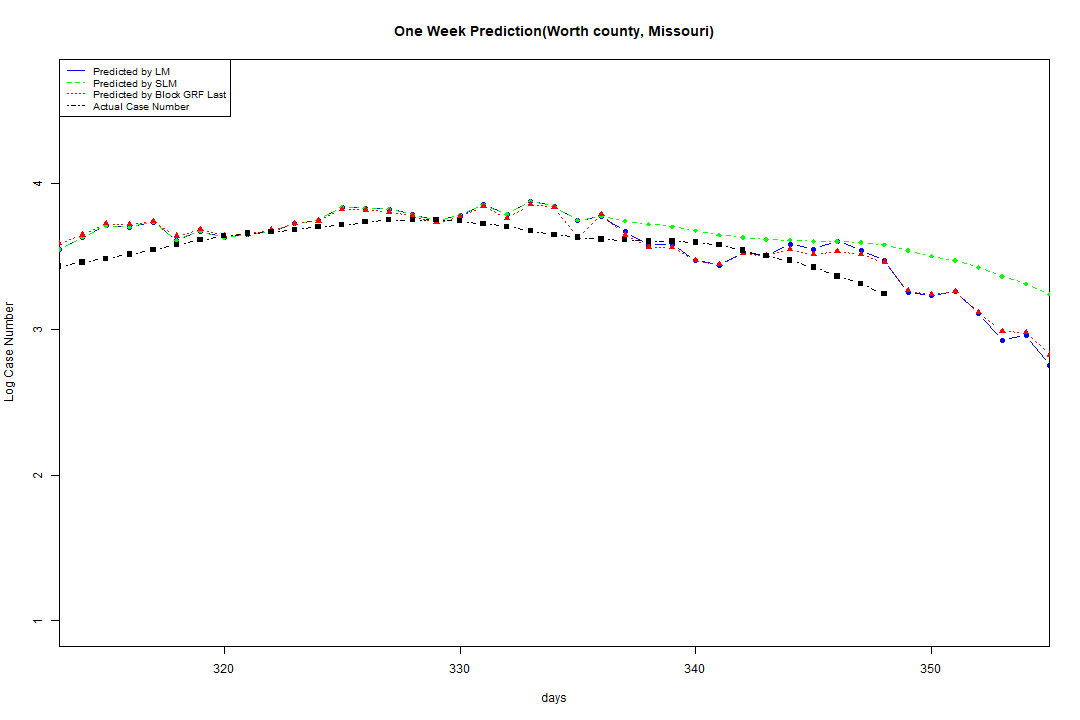 One Week Prediction(Worth county, Missouri)
Predicted by LM
Predicted by SLM
Predicted by Block GRF Last
Actual Case Number
4
3
2
1
Log Case Number
320 330 340 350
days